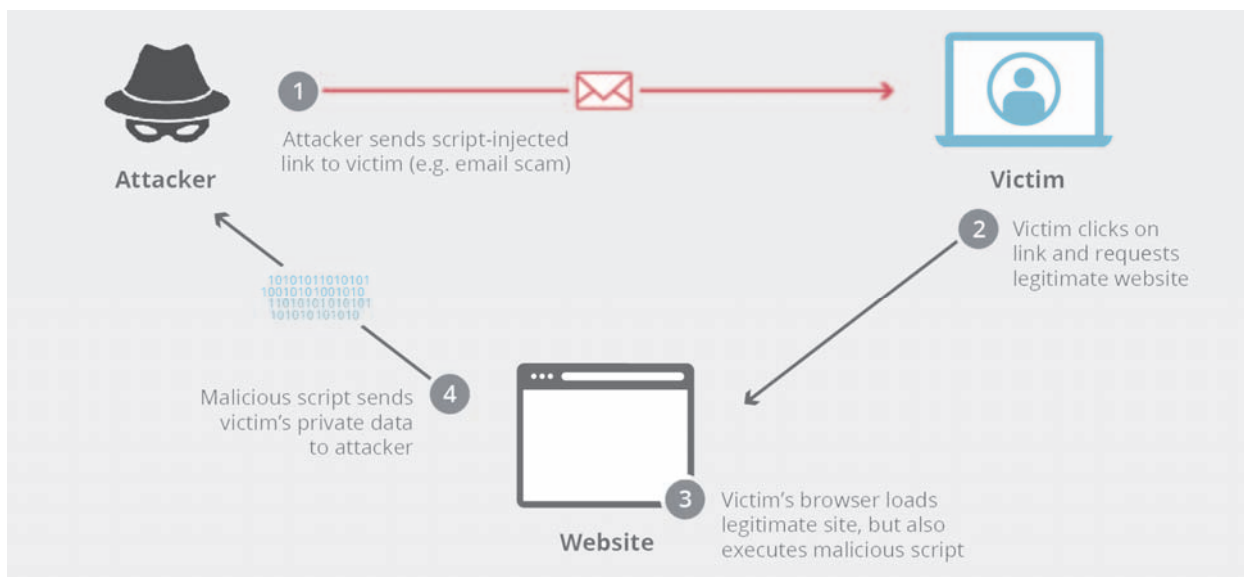 1
Attacker sends script-injected
link to victim (e.g. email scam)
Attacker
Victim
2
Victim clicks on
link and requests
legitimate website
10101011010101
10010101001010
11010101010101
101010101010
4
Malicious script sends
victim's private data
to attacker
3
Victim's browser loads
legitimate site, but also
executes malicious script
Website